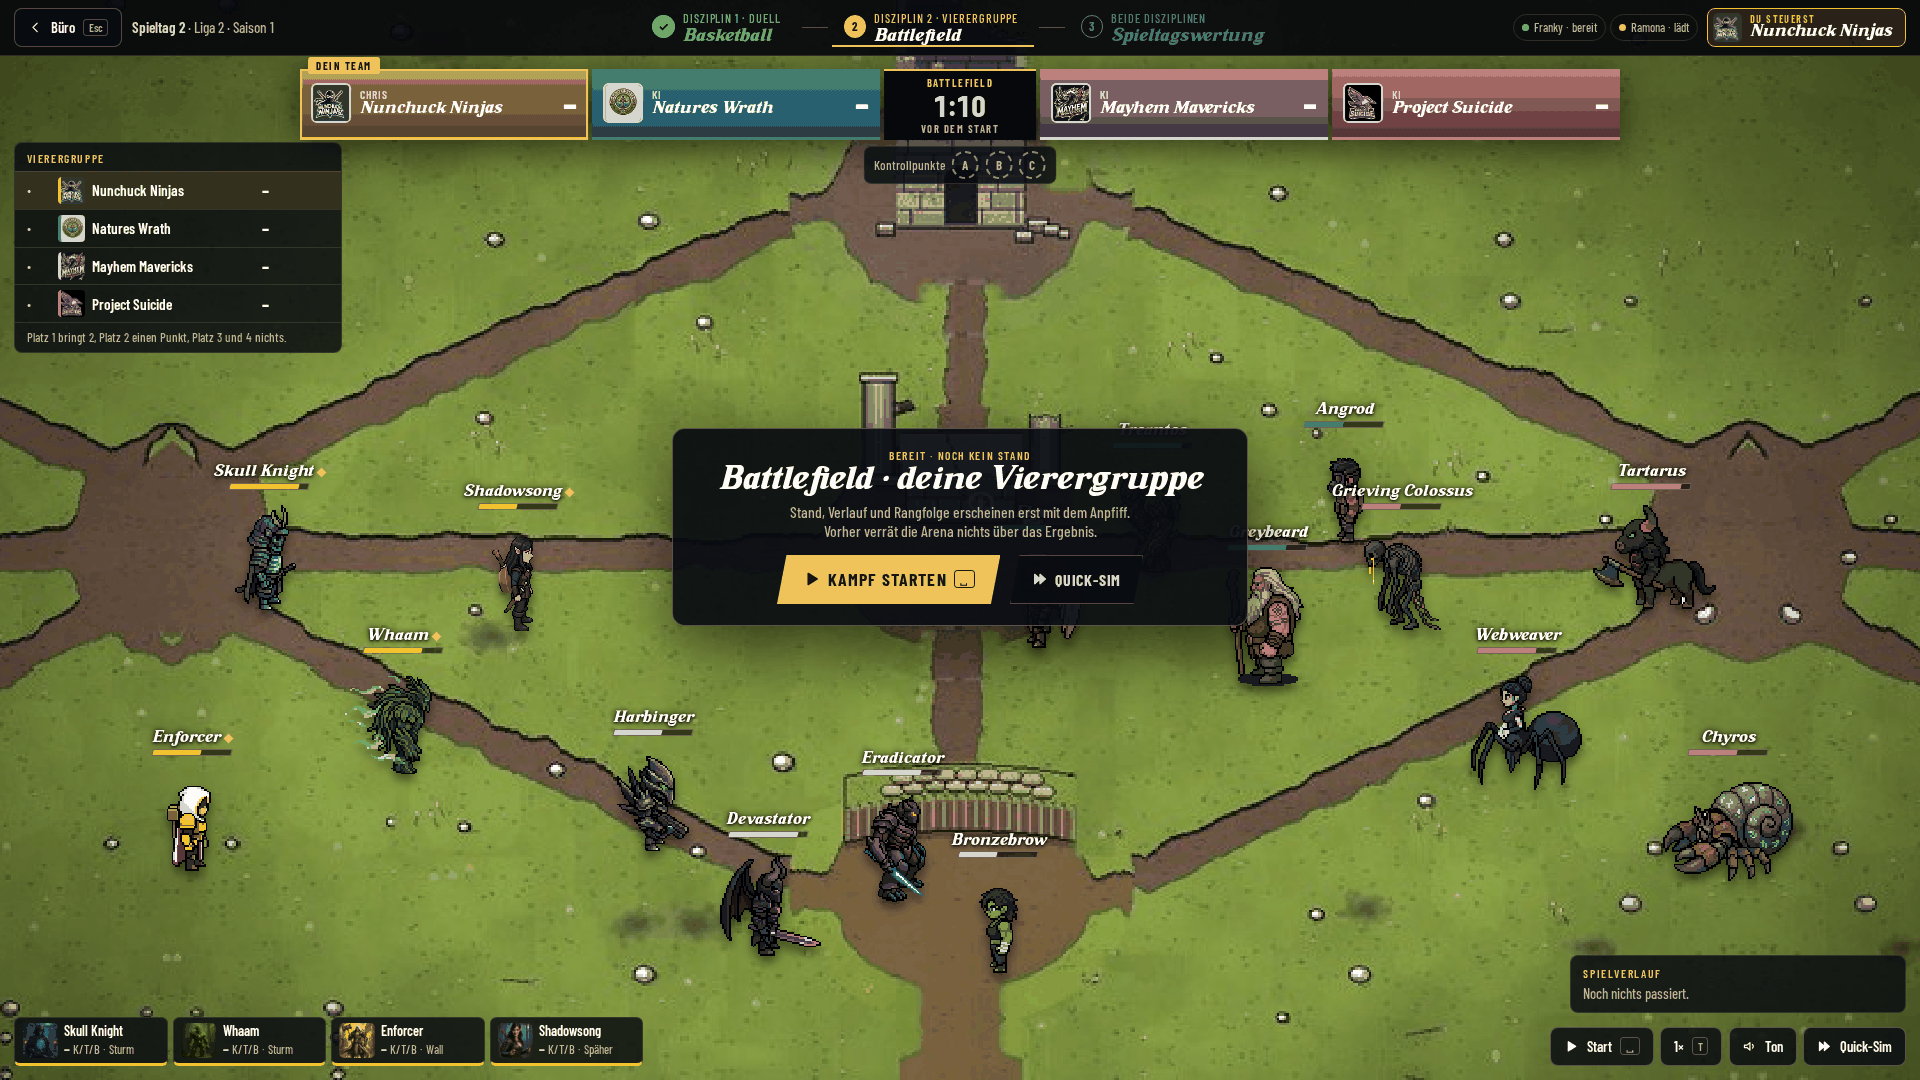 Büro Esc
Spieltag 2 · Liga 2 · Saison 1
DISZIPLIN 1 · DUELL
Basketball
2
DISZIPLIN 2 · VIERERGRUPPE
Battlefield
3
BEIDE DISZIPLINEN
Spieltagswertung
Franky · bereit
Ramona · lädt
DU STEUERST
Nunchuck Ninjas
DEIN TEAM
CHRIS
Nunchuck Ninjas –
KI
Natures Wrath –
BATTLEFIELD
1:10
VOR DEM START
KI
Mayhem Mavericks –
KI
Project Suicide –
Kontrollpunkte A B C
VIERERGRUPPE
· Nunchuck Ninjas –
· Natures Wrath –
· Mayhem Mavericks –
· Project Suicide –
Platz 1 bringt 2, Platz 2 einen Punkt, Platz 3 und 4 nichts.
Angrod
Skull Knight
Shadowsong
Tartarus
Grieving Colossus
Greybeard
BEREIT · NOCH KEIN STAND
Battlefield · deine Vierergruppe
Stand, Verlauf und Rangfolge erscheinen erst mit dem Anpfiff.
Vorher verrät die Arena nichts über das Ergebnis.
KAMPF STARTEN
QUICK-SIM
Whaam
Webweaver
Harbinger
Enforcer
Chyros
Eradicator
Devastator
Bronzebrow
SPIELVERLAUF
Noch nichts passiert.
Skull Knight
– K/T/B · Sturm
Whaam
– K/T/B · Sturm
Enforcer
– K/T/B · Wall
Shadowsong
– K/T/B · Späher
Start
1× T
Ton
Quick-Sim